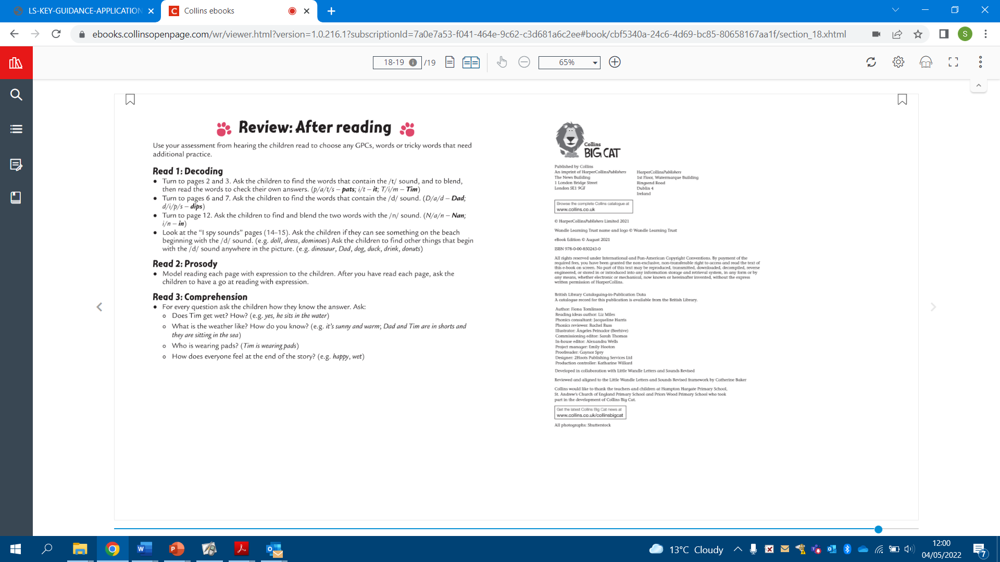 LS-KEY-GUIDANCE-APPLICATION
Collins ebooks
ebooks.collinsopenpage.com/wr/viewer.html?version=1.0.216.1?subscriptionId=7a0e7a53-f041-464e-9c62-c3d681a6c2ee#book/cbf5340a-24c6-4d69-bc85-80658167aa1f/section_18.xhtml
S
18-19 /19
65%
Review: After reading
Use your assessment from hearing the children read to choose any GPCs, words or tricky words that need
additional practice.
Read 1: Decoding
• Turn to pages 2 and 3. Ask the children to find the words that contain the /t/ sound, and to blend,
then read the words to check their own answers. (p/a/t/s – pats; i/t – it; T/i/m – Tim)
• Turn to pages 6 and 7. Ask the children to find the words that contain the /d/ sound. (D/a/d – Dad;
d/i/p/s – dips)
• Turn to page 12. Ask the children to find and blend the two words with the /n/ sound. (N/a/n – Nan;
i/n – in)
• Look at the “I spy sounds” pages (14–15). Ask the children if they can see something on the beach
beginning with the /d/ sound. (e.g. doll, dress, dominoes) Ask the children to find other things that begin
with the /d/ sound anywhere in the picture. (e.g. dinosaur, Dad, dog, duck, drink, donuts)
Read 2: Prosody
• Model reading each page with expression to the children. After you have read each page, ask the
children to have a go at reading with expression.
Read 3: Comprehension
• For every question ask the children how they know the answer. Ask:
o Does Tim get wet? How? (e.g. yes, he sits in the water)
o What is the weather like? How do you know? (e.g. it’s sunny and warm; Dad and Tim are in shorts and
they are sitting in the sea)
o Who is wearing pads? (Tim is wearing pads)
o How does everyone feel at the end of the story? (e.g. happy, wet)
Collins
BIG CAT
Published by Collins
An imprint of HarperCollinsPublishers
The News Building
1 London Bridge Street
London SE1 9GF
HarperCollinsPublishers
1st Floor, Watermarque Building
Ringsend Road
Dublin 4
Ireland
Browse the complete Collins catalogue at
www.collins.co.uk
© HarperCollinsPublishers Limited 2021
Wandle Learning Trust name and logo © Wandle Learning Trust
eBook Edition © August 2021
ISBN 978-0-00-850243-0
All rights reserved under International and Pan-American Copyright Conventions. By payment of the
required fees, you have been granted the non-exclusive, non-transferable right to access and read the text of
this e-book on screen. No part of this text may be reproduced, transmitted, downloaded, decompiled, reverse
engineered, or stored in or introduced into any information storage and retrieval system, in any form or by
any means, whether electronic or mechanical, now known or hereinafter invented, without the express
written permission of HarperCollins.
British Library Cataloguing-in-Publication Data
A catalogue record for this publication is available from the British Library.
Author: Fiona Tomlinson
Reading ideas author: Liz Miles
Phonics consultant: Jacqueline Harris
Phonics reviewer: Rachel Russ
Illustrator: Ángeles Peinador (Beehive)
Commissioning editor: Sarah Thomas
In-house editor: Alexandra Wells
Project manager: Emily Hooton
Proofreader: Gaynor Spry
Designer: 2Hoots Publishing Services Ltd
Production controller: Katharine Willard
Developed in collaboration with Little Wandle Letters and Sounds Revised
Reviewed and aligned to the Little Wandle Letters and Sounds Revised framework by Catherine Baker
Collins would like to thank the teachers and children at Hampton Hargate Primary School,
St. Andrew's Church of England Primary School and Priors Wood Primary School who took
part in the development of Collins Big Cat.
Get the latest Collins Big Cat news at
www.collins.co.uk/collinsbigcat
All photographs: Shutterstock
13°C Cloudy
12:00
04/05/2022
7